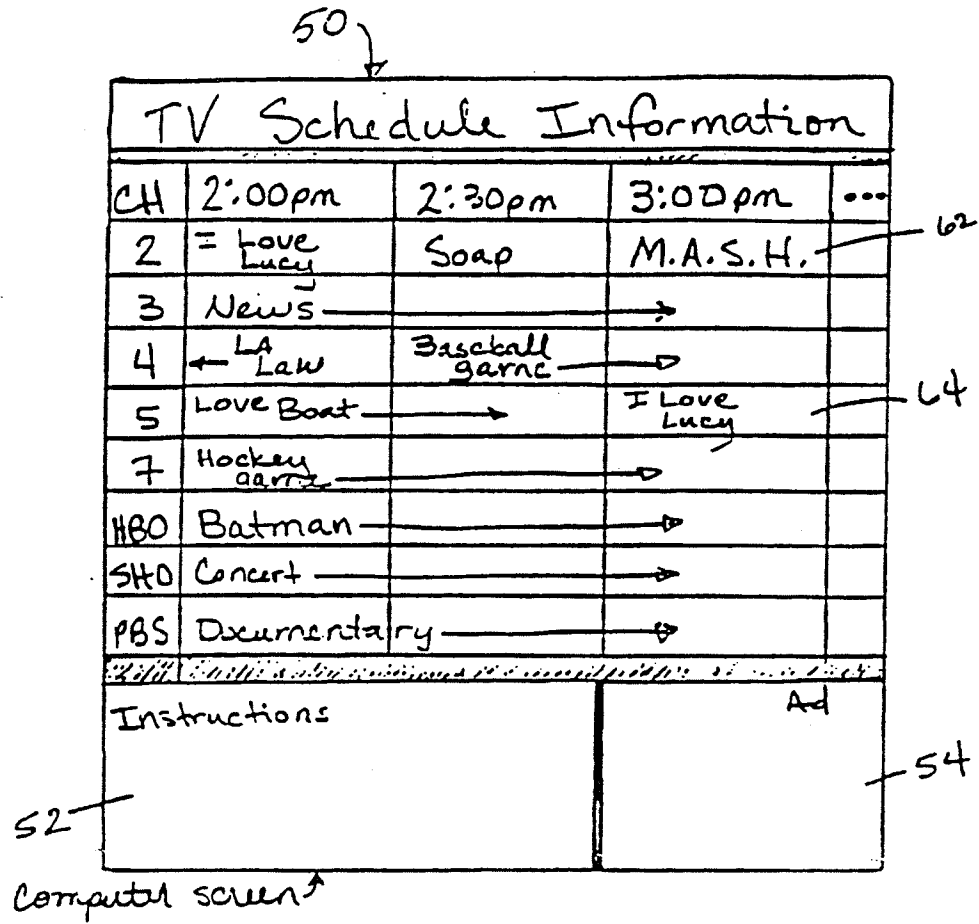 50
TV Schedule Information
CH 2:00pm 2:30pm 3:00pm ...
2 I Love Lucy Soap M.A.S.H. 62
3 News
4 LA Law Baseball game
5 Love Boat I Love Lucy 64
7 Hockey game
HBO Batman
SHO Concert
PBS Documentary
Instructions Ad
52 54
Computer screen